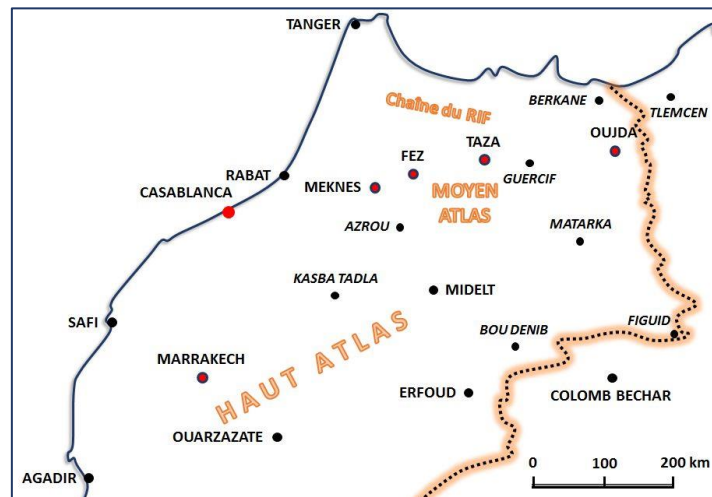 TANGER
Chaîne du RIF
BERKANE
TLEMCEN
OUJDA
TAZA
FEZ
GUERCIF
RABAT
MEKNES
CASABLANCA
MOYEN
ATLAS
AZROU
MATARKA
KASBA TADLA
MIDELT
SAFI
FIGUID
HAUT ATLAS
BOU DENIB
MARRAKECH
ERFOUD
COLOMB BECHAR
OUARZAZATE
AGADIR
0 100 200 km